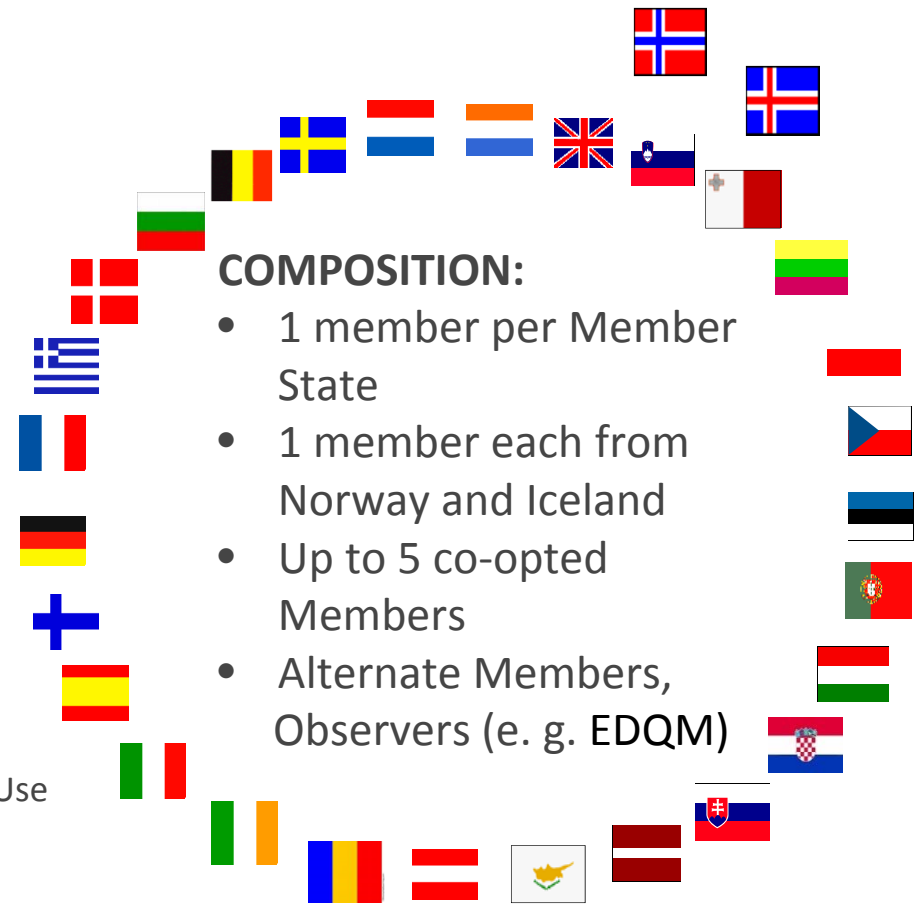 COMPOSITION:
• 1 member per Member
State
• 1 member each from
Norway and Iceland
• Up to 5 co-opted
Members
• Alternate Members,
Observers (e. g. EDQM)
Use